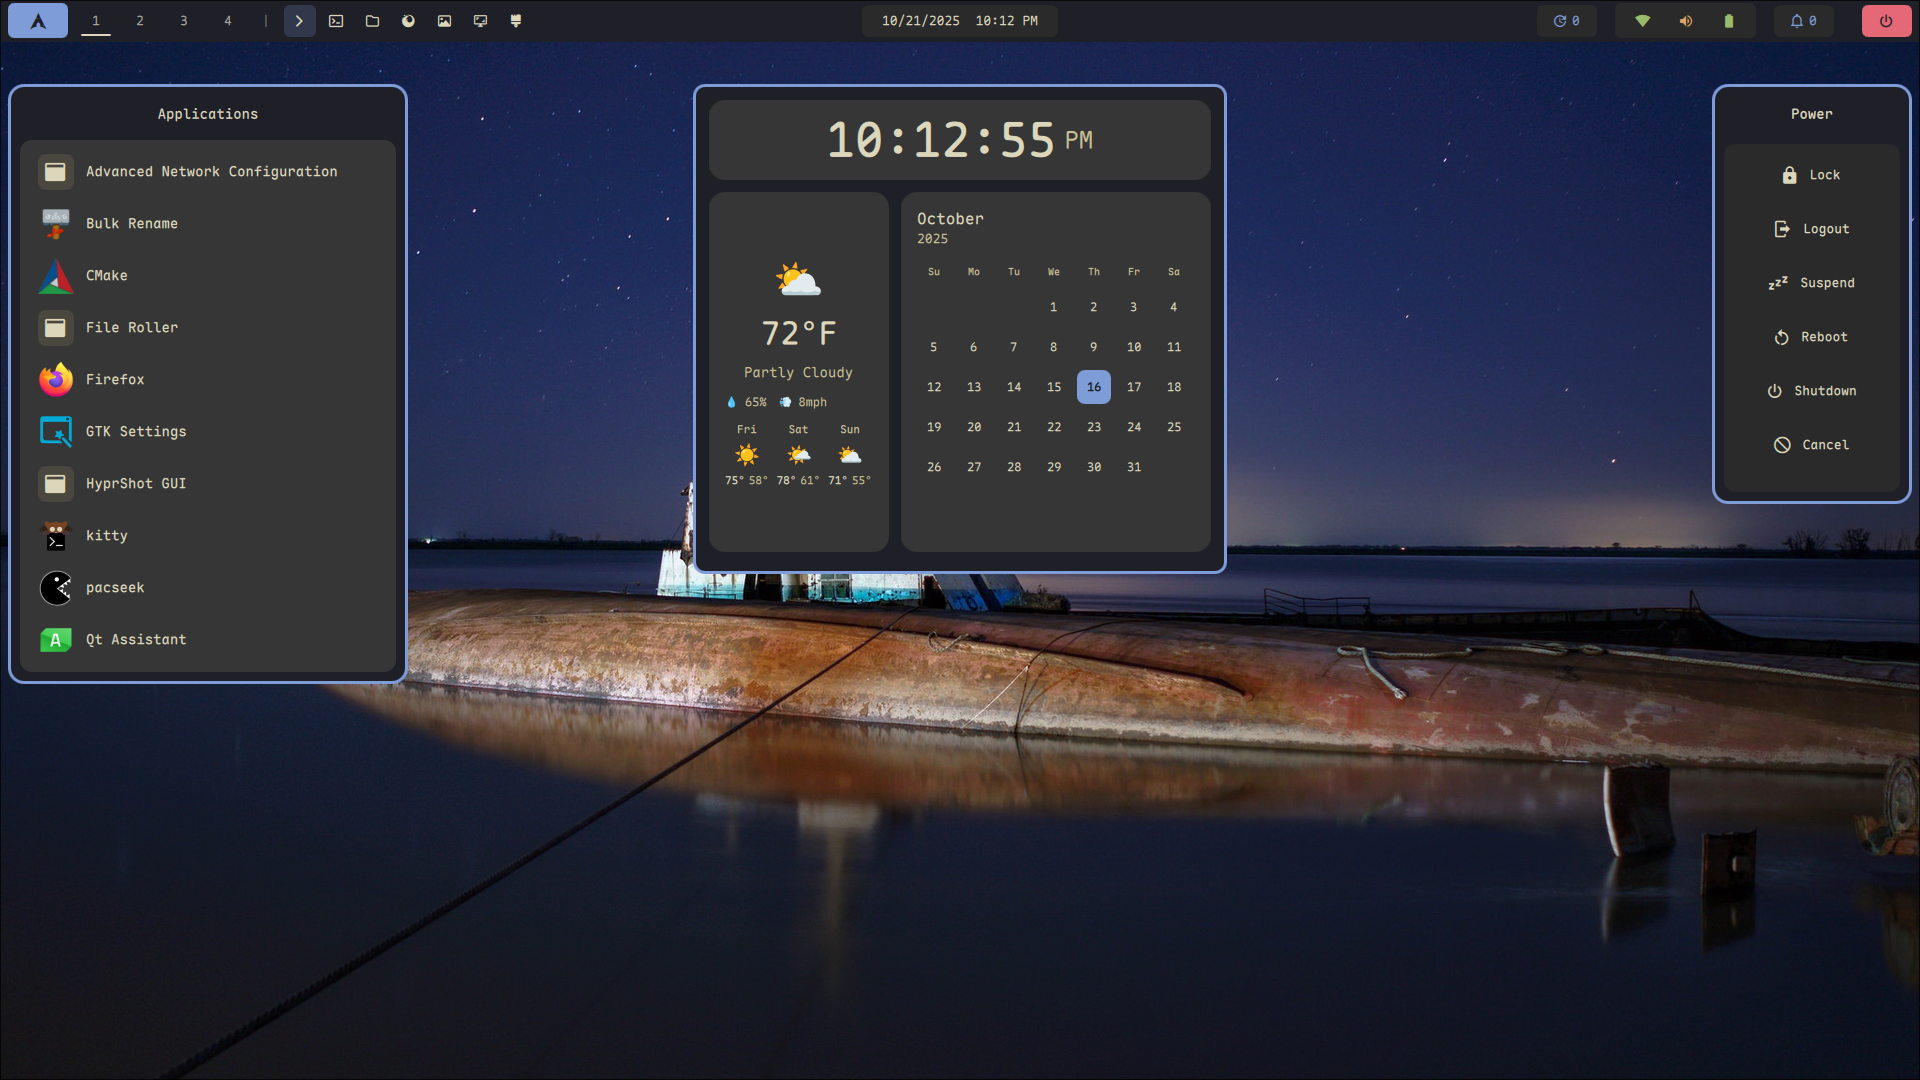 1 2 3 4 |
10/21/2025 10:12 PM
0
0
Applications
Advanced Network Configuration
Bulk Rename
CMake
File Roller
Firefox
GTK Settings
HyprShot GUI
kitty
pacseek
A Qt Assistant
10:12:55 PM
72°F
Partly Cloudy
65% 8mph
Fri Sat Sun
75° 58° 78° 61° 71° 55°
October
2025
Su Mo Tu We Th Fr Sa
1 2 3 4
5 6 7 8 9 10 11
12 13 14 15 16 17 18
19 20 21 22 23 24 25
26 27 28 29 30 31
Power
Lock
Logout
zzz Suspend
Reboot
Shutdown
Cancel